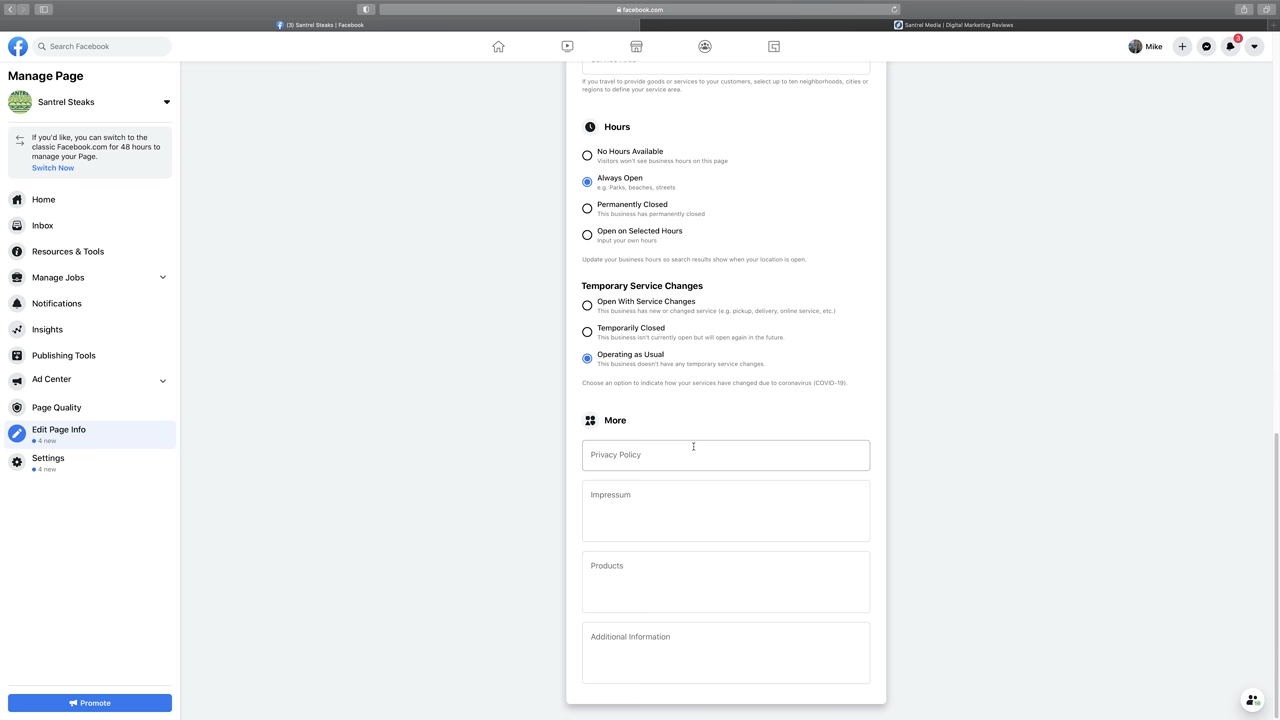 facebook.com
(3) Santrel Steaks | Facebook
Santrel Media | Digital Marketing Reviews
Search Facebook
Mike
3
Manage Page
Santrel Steaks
If you'd like, you can switch to the
classic Facebook.com for 48 hours to
manage your Page.
Switch Now
Home
Inbox
Resources & Tools
Manage Jobs
Notifications
Insights
Publishing Tools
Ad Center
Page Quality
Edit Page Info
4 new
Settings
4 new
Promote
If you travel to provide goods or services to your customers, select up to ten neighborhoods, cities or
regions to define your service area.
Hours
No Hours Available
Visitors won't see business hours on this page
Always Open
e.g. Parks, beaches, streets
Permanently Closed
This business has permanently closed
Open on Selected Hours
Input your own hours
Update your business hours so search results show when your location is open.
Temporary Service Changes
Open With Service Changes
This business has new or changed service (e.g. pickup, delivery, online service, etc.)
Temporarily Closed
This business isn't currently open but will open again in the future.
Operating as Usual
This business doesn't have any temporary service changes.
Choose an option to indicate how your services have changed due to coronavirus (COVID-19).
More
Privacy Policy
Impressum
Products
Additional Information